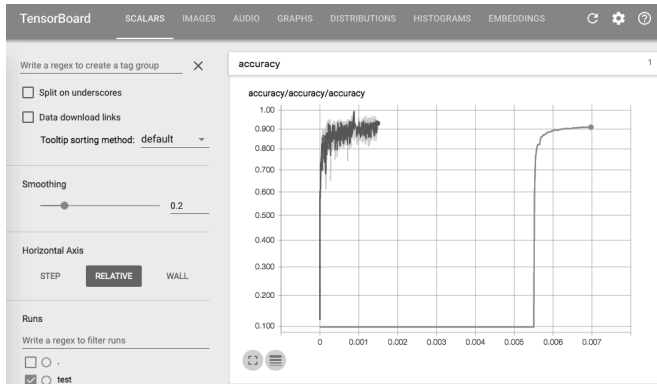 TensorBoard SCALARS IMAGES AUDIO GRAPHS DISTRIBUTIONS HISTOGRAMS EMBEDDINGS
Write a regex to create a tag group
Split on underscores
Data download links
Tooltip sorting method: default
Smoothing
0.2
Horizontal Axis
STEP RELATIVE WALL
Runs
Write a regex to filter runs
.
test
accuracy 1
accuracy/accuracy/accuracy
1.00
0.900
0.800
0.700
0.600
0.500
0.400
0.300
0.200
0.100
0 0.001 0.002 0.003 0.004 0.005 0.006 0.007